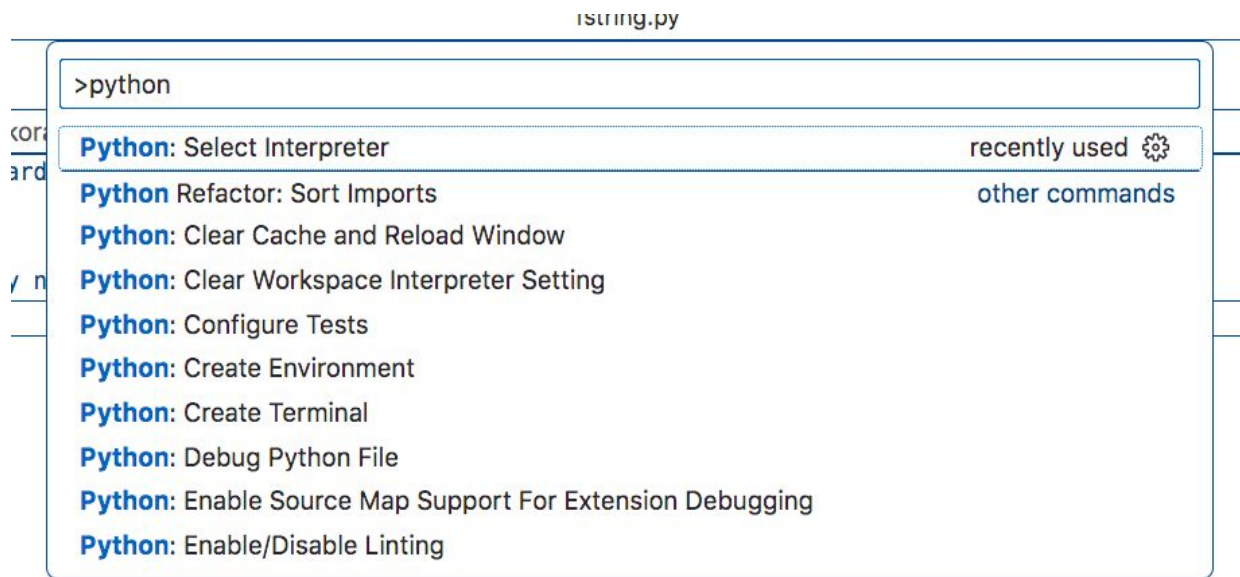 fstring.py
>python
Python: Select Interpreter recently used
Python Refactor: Sort Imports other commands
Python: Clear Cache and Reload Window
Python: Clear Workspace Interpreter Setting
Python: Configure Tests
Python: Create Environment
Python: Create Terminal
Python: Debug Python File
Python: Enable Source Map Support For Extension Debugging
Python: Enable/Disable Linting